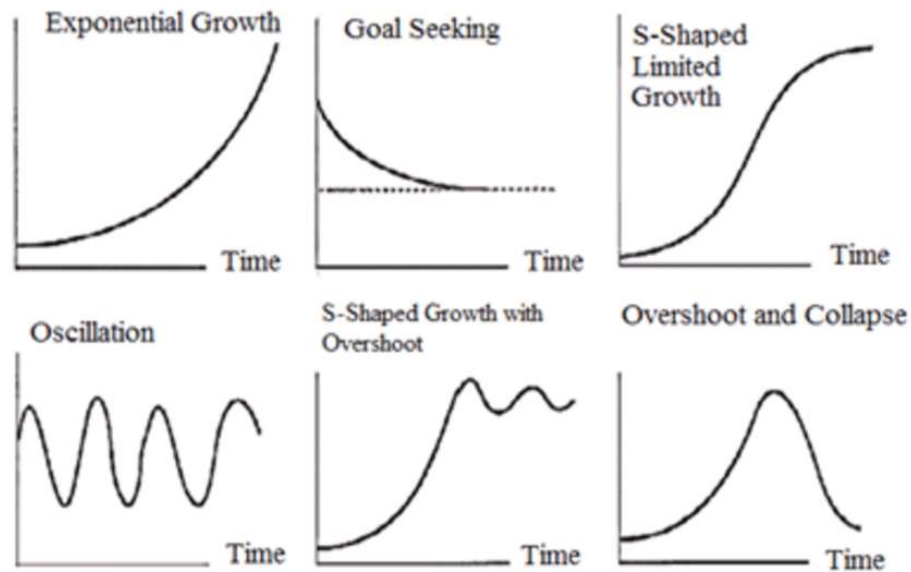 Exponential Growth
Time
Goal Seeking
Time
S-Shaped
Limited
Growth
Time
Oscillation
Time
S-Shaped Growth with
Overshoot
Time
Overshoot and Collapse
Time